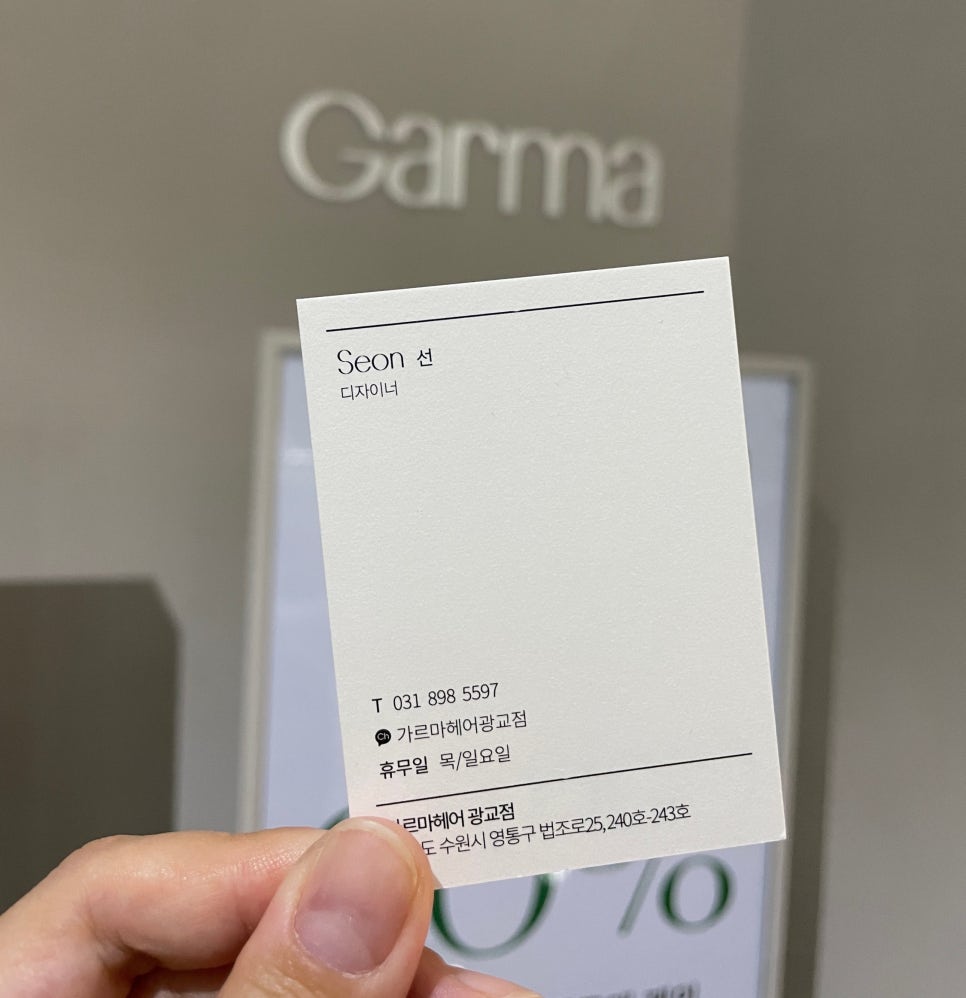 Garma
Seon 선
디자이너
T 031 898 5597
Ch 가르마헤어광교점
휴무일 목/일요일
르마헤어 광교점
도 수원시 영통구 법조로25,240호-243호
0%